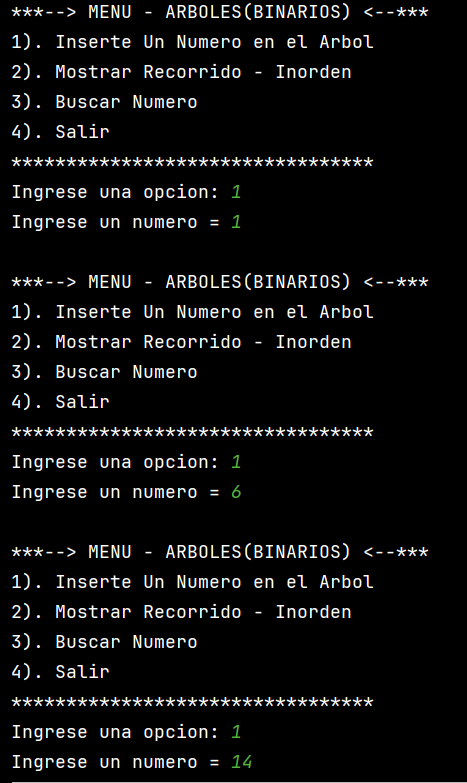 ***--> MENU - ARBOLES(BINARIOS) <--***
1). Inserte Un Numero en el Arbol
2). Mostrar Recorrido - Inorden
3). Buscar Numero
4). Salir
*********************************
Ingrese una opcion: 1
Ingrese un numero = 1
***--> MENU - ARBOLES(BINARIOS) <--***
1). Inserte Un Numero en el Arbol
2). Mostrar Recorrido - Inorden
3). Buscar Numero
4). Salir
*********************************
Ingrese una opcion: 1
Ingrese un numero = 6
***--> MENU - ARBOLES(BINARIOS) <--***
1). Inserte Un Numero en el Arbol
2). Mostrar Recorrido - Inorden
3). Buscar Numero
4). Salir
*********************************
Ingrese una opcion: 1
Ingrese un numero = 14